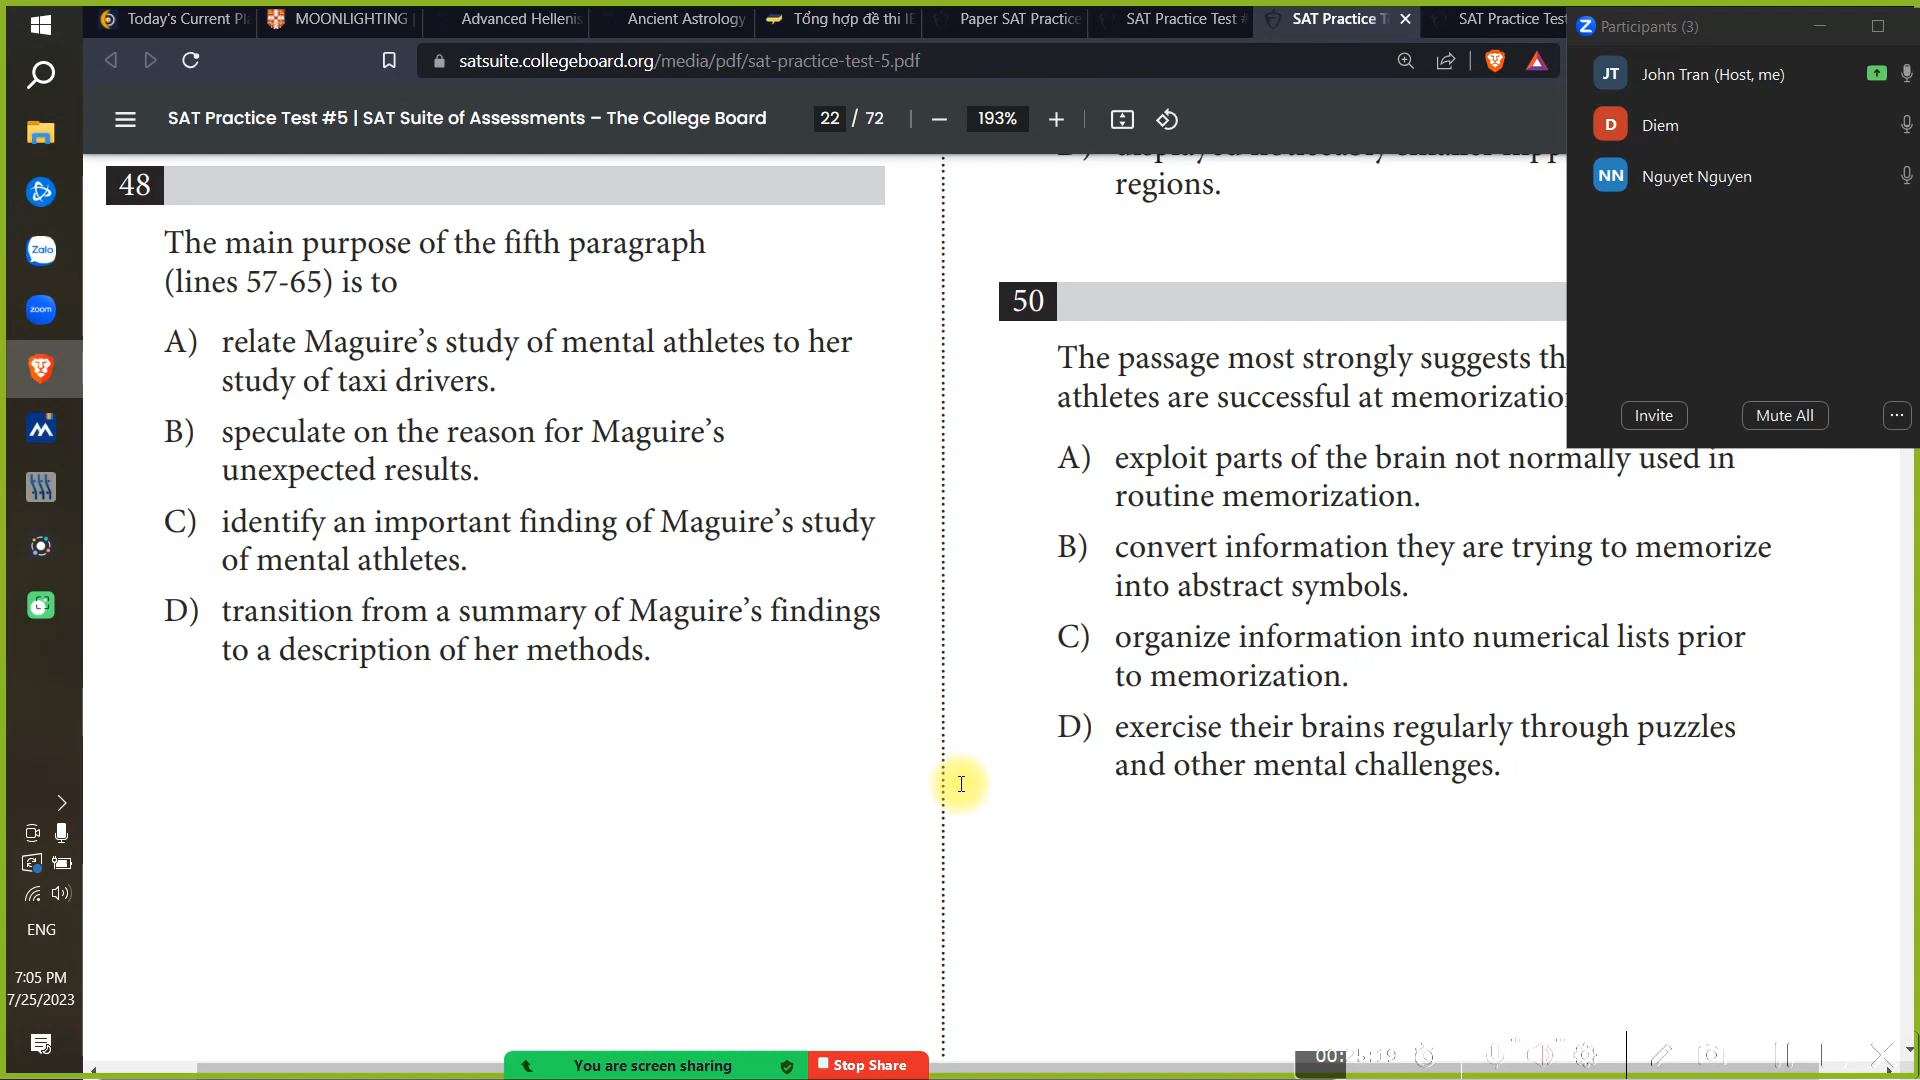 Today's Current Pl
MOONLIGHTING
Advanced Hellenis
Ancient Astrology
Tổng hợp đề thi IE
Paper SAT Practice
SAT Practice Test #
SAT Practice T
SAT Practice Test
satsuite.collegeboard.org/media/pdf/sat-practice-test-5.pdf
SAT Practice Test #5 | SAT Suite of Assessments – The College Board
22 / 72
193%
Participants (3)
JT John Tran (Host, me)
D Diem
NN Nguyet Nguyen
Invite
Mute All
48
The main purpose of the fifth paragraph
(lines 57-65) is to
A) relate Maguire's study of mental athletes to her
study of taxi drivers.
B) speculate on the reason for Maguire's
unexpected results.
C) identify an important finding of Maguire's study
of mental athletes.
D) transition from a summary of Maguire's findings
to a description of her methods.
regions.
50
The passage most strongly suggests th
athletes are successful at memorizatio
A) exploit parts of the brain not normally used in
routine memorization.
B) convert information they are trying to memorize
into abstract symbols.
C) organize information into numerical lists prior
to memorization.
D) exercise their brains regularly through puzzles
and other mental challenges.
Zalo
zoom
ENG
7:05 PM
7/25/2023
You are screen sharing
Stop Share
00:25:19